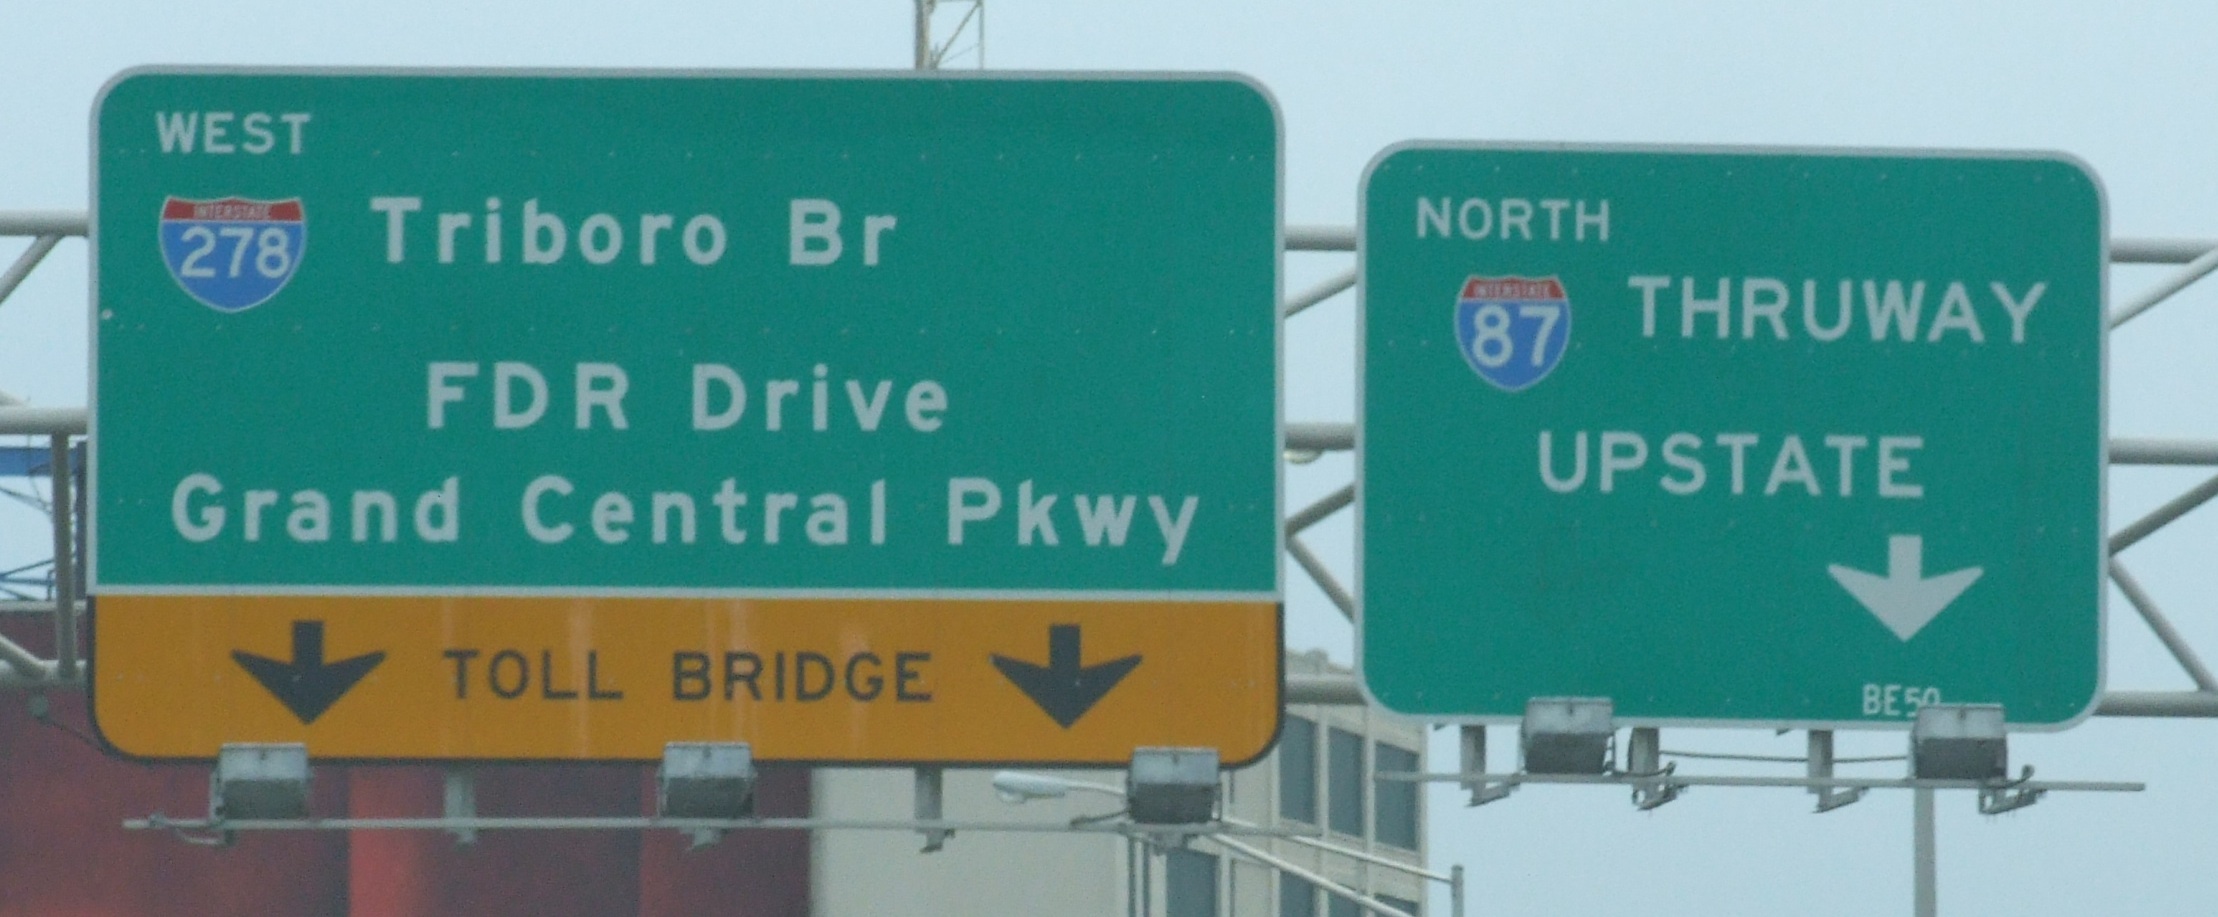 WEST
INTERSTATE
278
Triboro Br
FDR Drive
Grand Central Pkwy
TOLL BRIDGE
NORTH
INTERSTATE
87
THRUWAY
UPSTATE